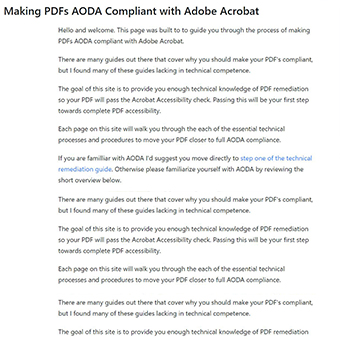 Making PDFs AODA Compliant with Adobe Acrobat
Hello and welcome. This page was built to to guide you through the process of making
PDFs AODA compliant with Adobe Acrobat.
There are many guides out there that cover why you should make your PDF's compliant,
but I found many of these guides lacking in technical competence.
The goal of this site is to provide you enough technical knowledge of PDF remediation
so your PDF will pass the Acrobat Accessibility check. Passing this will be your first step
towards complete PDF accessibility.
Each page on this site will walk you through the each of the essential technical
processes and procedures to move your PDF closer to full AODA compliance.
If you are familiar with AODA I'd suggest you move directly to step one of the technical
remediation guide. Otherwise please familiarize yourself with AODA by reviewing the
short overview below.
There are many guides out there that cover why you should make your PDF's compliant,
but I found many of these guides lacking in technical competence.
The goal of this site is to provide you enough technical knowledge of PDF remediation
so your PDF will pass the Acrobat Accessibility check. Passing this will be your first step
towards complete PDF accessibility.
Each page on this site will walk you through the each of the essential technical
processes and procedures to move your PDF closer to full AODA compliance.
There are many guides out there that cover why you should make your PDF's compliant,
but I found many of these guides lacking in technical competence.
The goal of this site is to provide you enough technical knowledge of PDF remediation